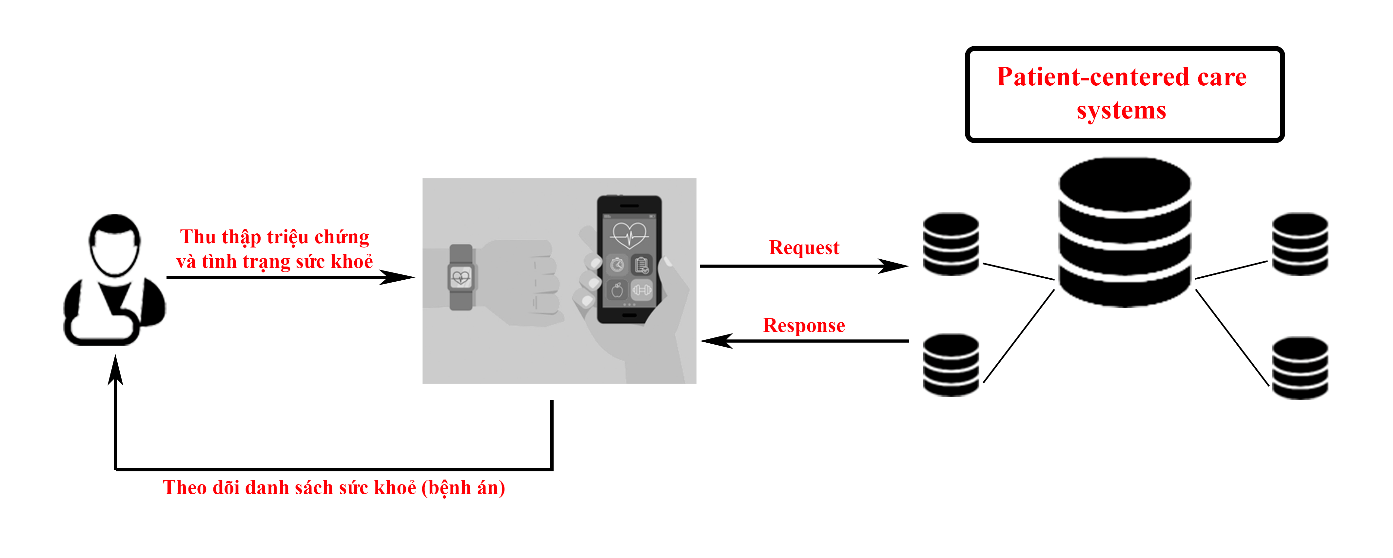 Patient-centered care
systems
Thu thập triệu chứng
và tình trạng sức khoẻ
Request
Response
Theo dõi danh sách sức khoẻ (bệnh án)